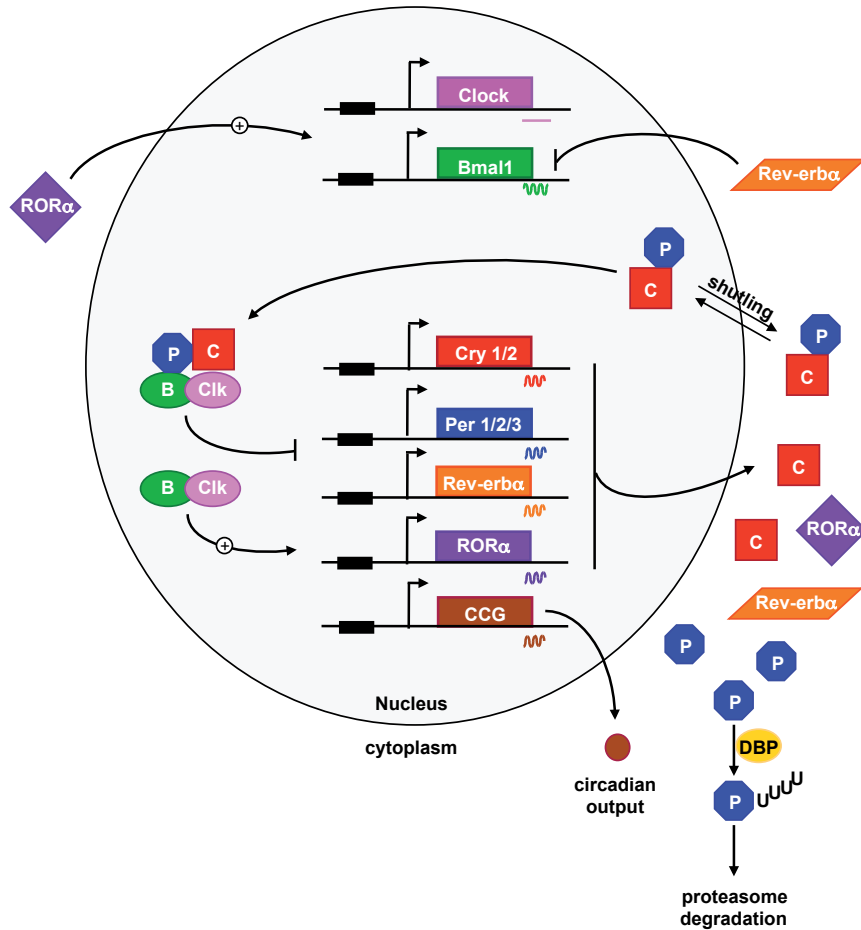 Clock
+
Bmal1
RORα
Rev-erbα
P
C
shutling
P
C
P
C
B
Clk
Cry 1/2
Per 1/2/3
Rev-erbα
RORα
CCG
B
Clk
+
C
C
RORα
Rev-erbα
P
P
P
DBP
P
UUUU
Nucleus
cytoplasm
circadian
output
proteasome
degradation